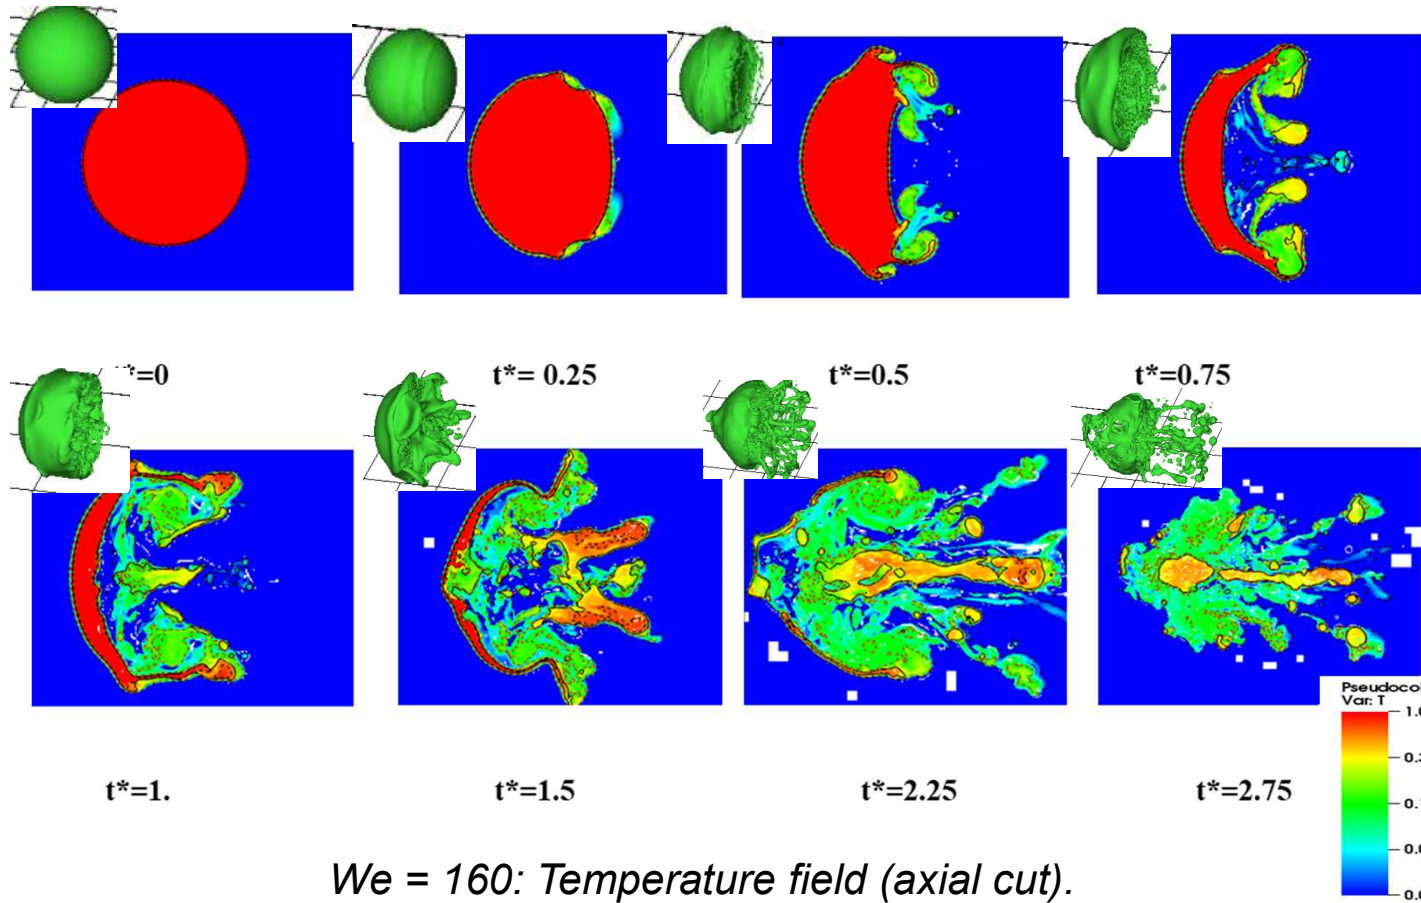 *=0
t*= 0.25
t*=0.5
t*=0.75
t*=1.
t*=1.5
t*=2.25
t*=2.75
Var: T
We = 160: Temperature field (axial cut).